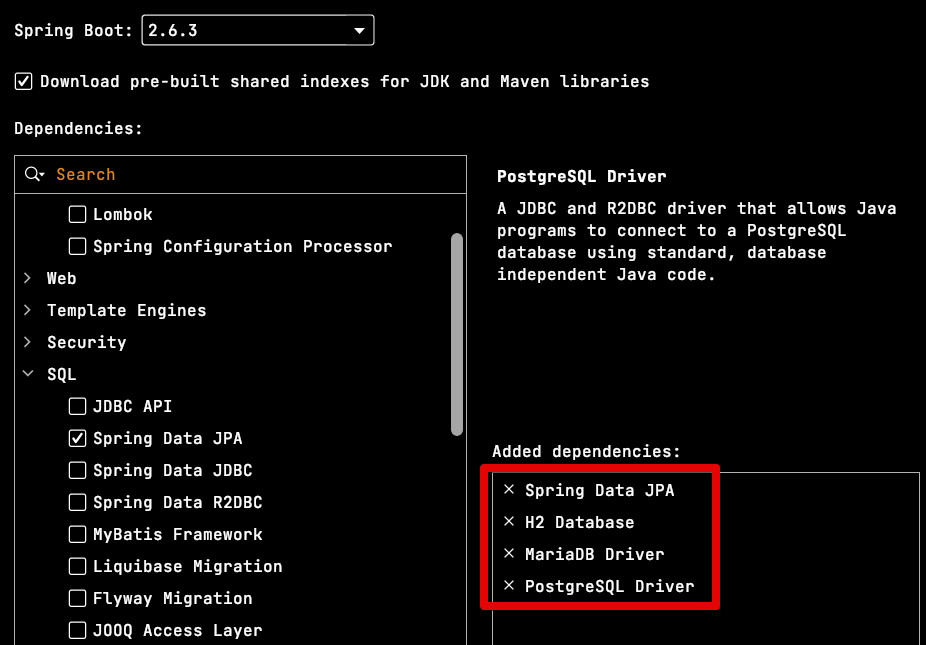 Spring Boot: 2.6.3
Download pre-built shared indexes for JDK and Maven libraries
Dependencies:
Search
Lombok
Spring Configuration Processor
Web
Template Engines
Security
SQL
JDBC API
Spring Data JPA
Spring Data JDBC
Spring Data R2DBC
MyBatis Framework
Liquibase Migration
Flyway Migration
JOOQ Access Layer
PostgreSQL Driver
A JDBC and R2DBC driver that allows Java
programs to connect to a PostgreSQL
database using standard, database
independent Java code.
Added dependencies:
Spring Data JPA
H2 Database
MariaDB Driver
PostgreSQL Driver